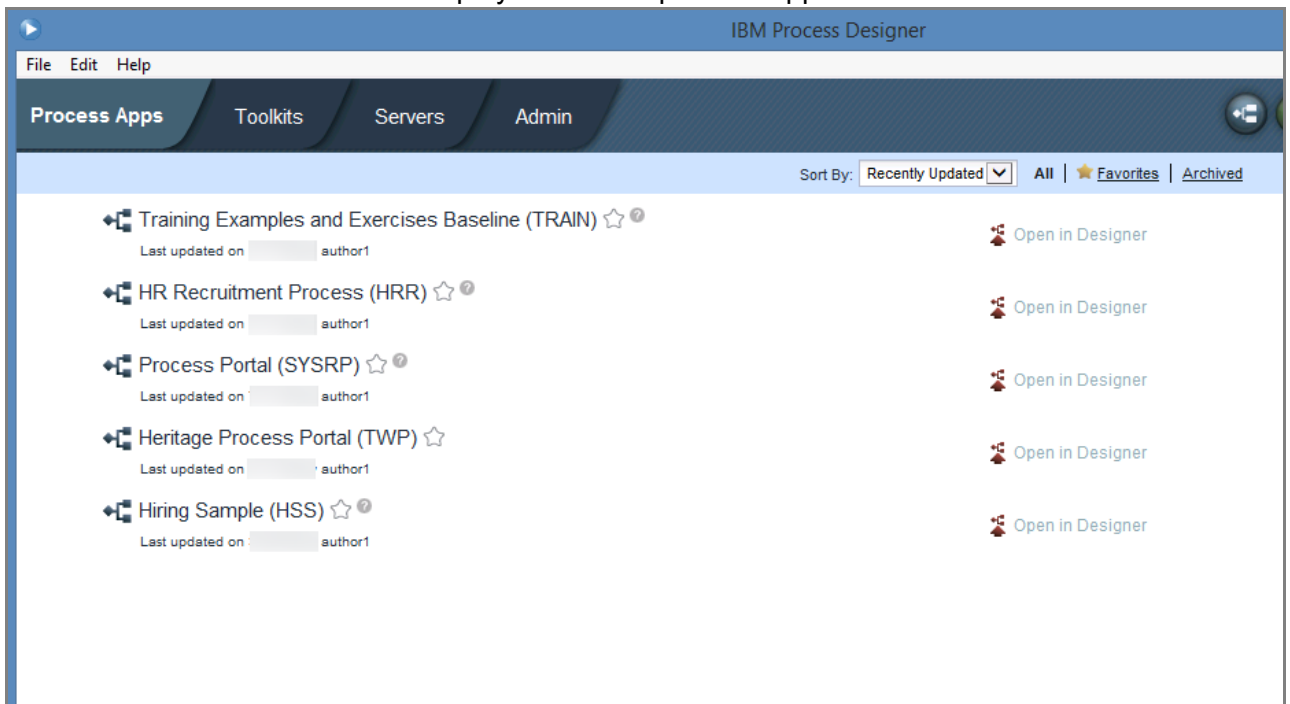 IBM Process Designer
File Edit Help
Process Apps Toolkits Servers Admin
Sort By: Recently Updated All | Favorites | Archived
Training Examples and Exercises Baseline (TRAIN) ?
Open in Designer
Last updated on author1
HR Recruitment Process (HRR) ?
Open in Designer
Last updated on author1
Process Portal (SYSRP) ?
Open in Designer
Last updated on author1
Heritage Process Portal (TWP)
Open in Designer
Last updated on author1
Hiring Sample (HSS) ?
Open in Designer
Last updated on author1